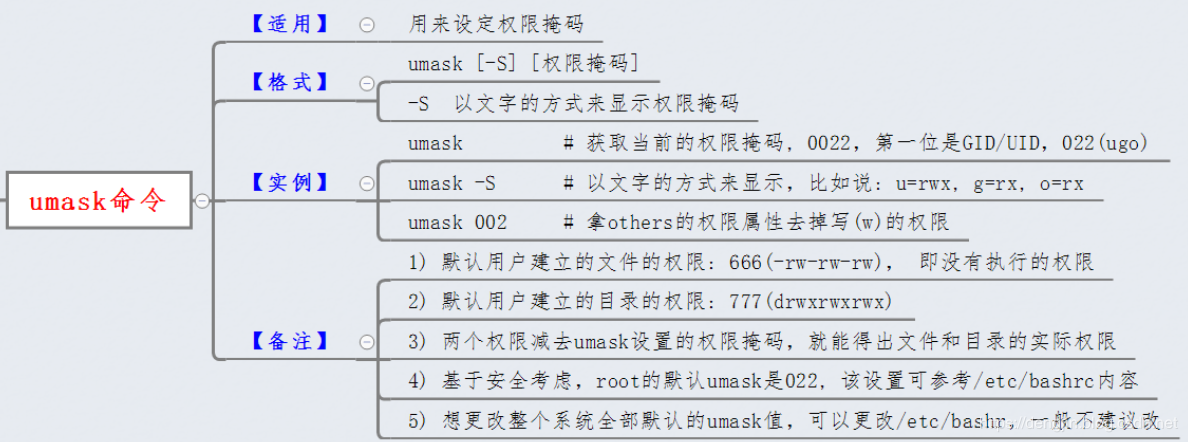 【适用】 用来设定权限掩码
【格式】 umask [-S] [权限掩码]
-S 以文字的方式来显示权限掩码
umask命令
【实例】 umask # 获取当前的权限掩码, 0022, 第一位是GID/UID, 022(ugo)
umask -S # 以文字的方式来显示, 比如说: u=rwx, g=rx, o=rx
umask 002 # 拿others的权限属性去掉写(w)的权限
【备注】 1) 默认用户建立的文件的权限: 666(-rw-rw-rw), 即没有执行的权限
2) 默认用户建立的目录的权限: 777(drwxrwxrwx)
3) 两个权限减去umask设置的权限掩码, 就能得出文件和目录的实际权限
4) 基于安全考虑, root的默认umask是022, 该设置可参考/etc/bashrc内容
5) 想更改整个系统全部默认的umask值, 可以更改/etc/bashr, 一般不建议改